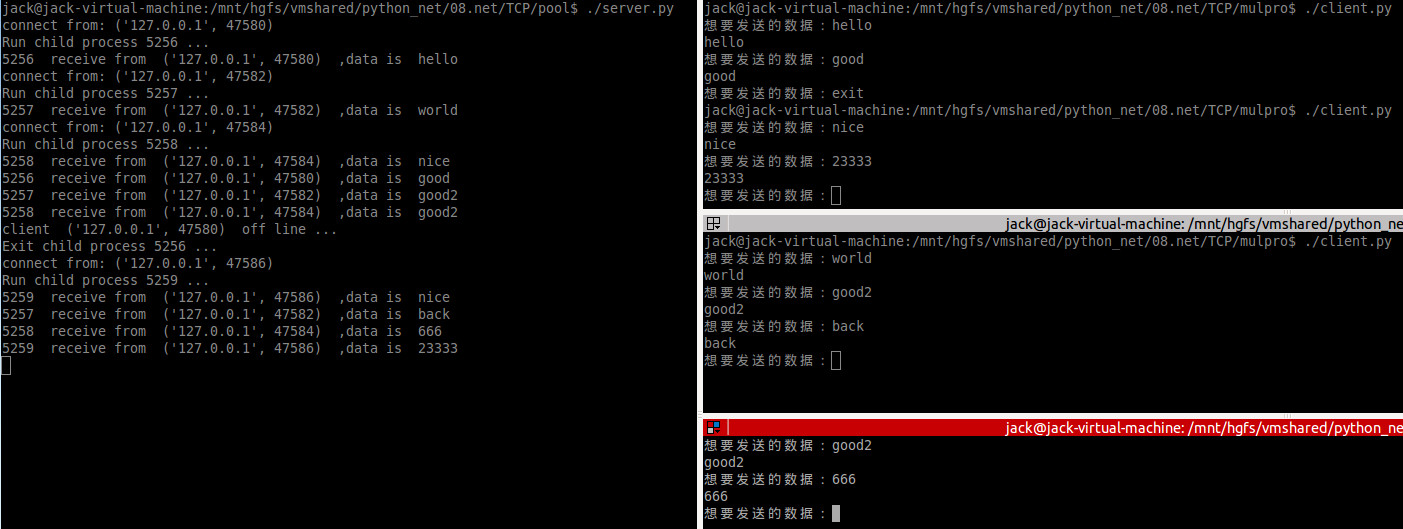 jack@jack-virtual-machine:/mnt/hgfs/vmshared/python_net/08.net/TCP/pool$ ./server.py
connect from: ('127.0.0.1', 47580)
Run child process 5256 ...
5256  receive from  ('127.0.0.1', 47580)  ,data is  hello
connect from: ('127.0.0.1', 47582)
Run child process 5257 ...
5257  receive from  ('127.0.0.1', 47582)  ,data is  world
connect from: ('127.0.0.1', 47584)
Run child process 5258 ...
5258  receive from  ('127.0.0.1', 47584)  ,data is  nice
5256  receive from  ('127.0.0.1', 47580)  ,data is  good
5257  receive from  ('127.0.0.1', 47582)  ,data is  good2
5258  receive from  ('127.0.0.1', 47584)  ,data is  good2
client  ('127.0.0.1', 47580)  off line ...
Exit child process 5256 ...
connect from: ('127.0.0.1', 47586)
Run child process 5259 ...
5259  receive from  ('127.0.0.1', 47586)  ,data is  nice
5257  receive from  ('127.0.0.1', 47582)  ,data is  back
5258  receive from  ('127.0.0.1', 47584)  ,data is  666
5259  receive from  ('127.0.0.1', 47586)  ,data is  23333
jack@jack-virtual-machine:/mnt/hgfs/vmshared/python_net/08.net/TCP/mulpro$ ./client.py
想要发送的数据：hello
hello
想要发送的数据：good
good
想要发送的数据：exit
jack@jack-virtual-machine:/mnt/hgfs/vmshared/python_net/08.net/TCP/mulpro$ ./client.py
想要发送的数据：nice
nice
想要发送的数据：23333
23333
想要发送的数据：
jack@jack-virtual-machine: /mnt/hgfs/vmshared/python_ne
jack@jack-virtual-machine:/mnt/hgfs/vmshared/python_net/08.net/TCP/mulpro$ ./client.py
想要发送的数据：world
world
想要发送的数据：good2
good2
想要发送的数据：back
back
想要发送的数据：
jack@jack-virtual-machine: /mnt/hgfs/vmshared/python_ne
想要发送的数据：good2
good2
想要发送的数据：666
666
想要发送的数据：